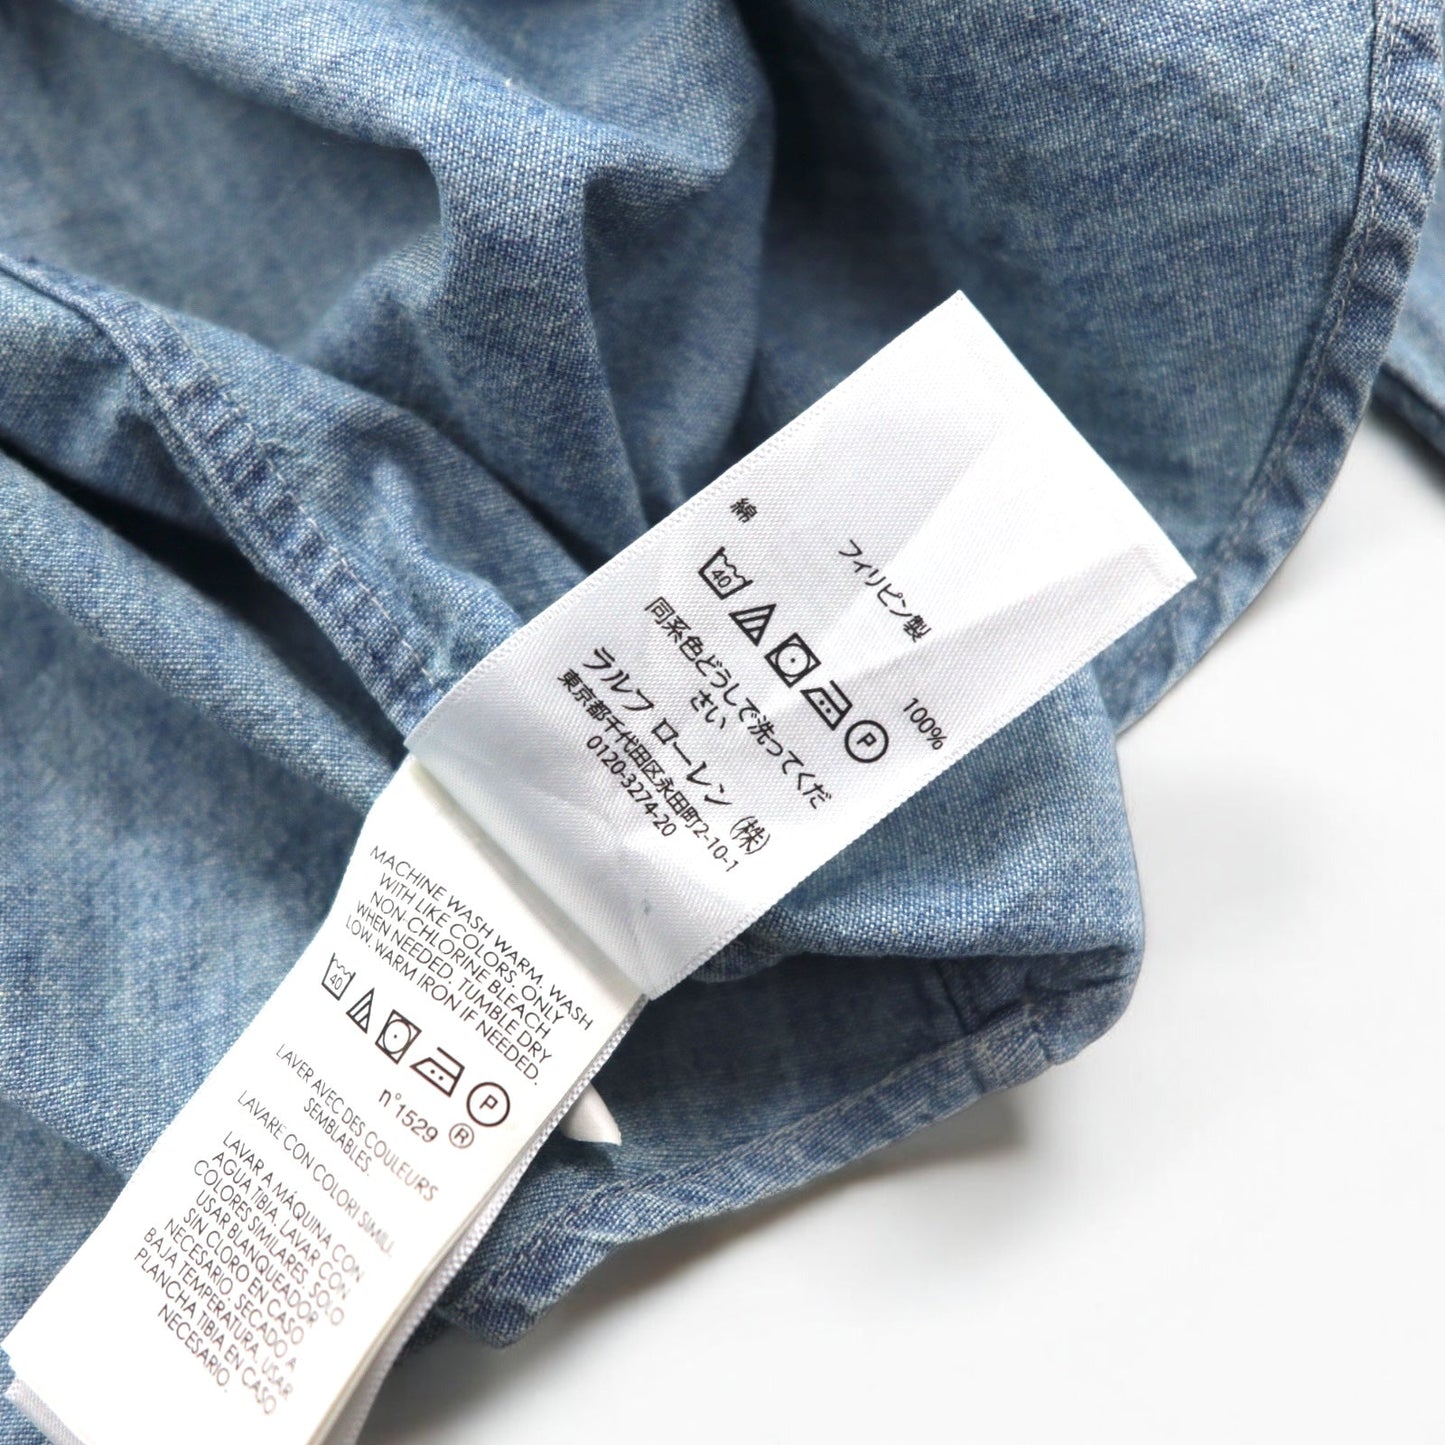 フィリピン製
綿 100%
40 P
同系色どうしで洗ってくだ
さい
ラルフ ローレン (株)
東京都千代田区永田町2-10-1
0120-3274-20
MACHINE WASH WARM, WASH
WITH LIKE COLORS, ONLY
NON-CHLORINE BLEACH
WHEN NEEDED, TUMBLE DRY
LOW, WARM IRON IF NEEDED.
40 P
n°1529 ®
LAVER AVEC DES COULEURS
SEMBLABLES.
LAVARE CON COLORI SIMILI.
LAVAR A MÁQUINA CON
AGUA TIBIA, LAVAR CON
COLORES SIMILARES, SOLO
USAR BLANQUEADOR
SIN CLORO EN CASO
NECESARIO, SECADO A
BAJA TEMPERATURA, USAR
PLANCHA TIBIA EN CASO
NECESARIO.